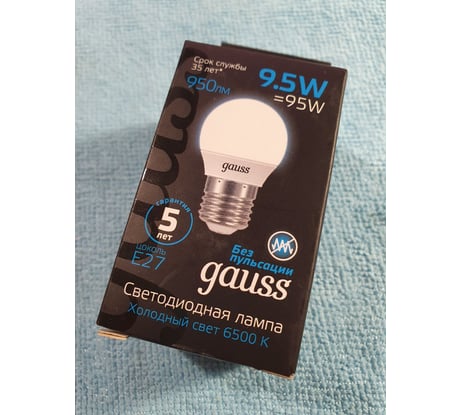 Срок службы
35 лет*
950лм
9.5W
=95W
gauss
гарантия
5
лет
цоколь
E27
Без
пульсации
gauss
Светодиодная лампа
Холодный свет 6500 К